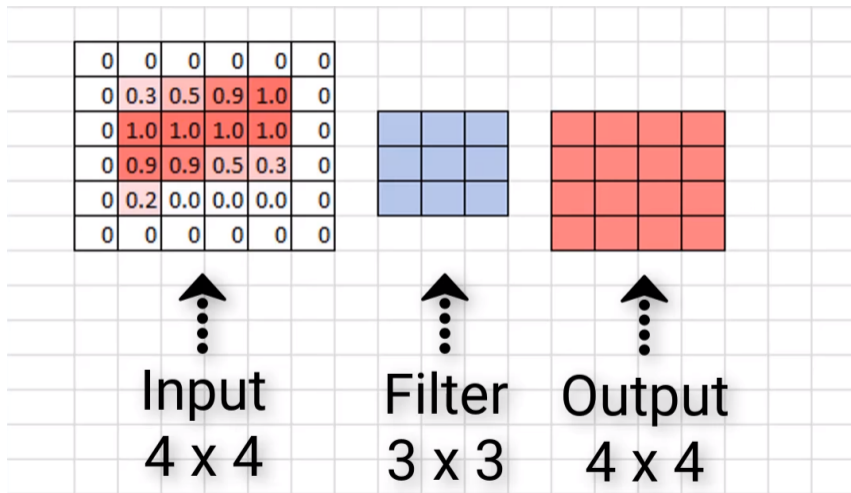 0 0 0 0 0 0
0 0.3 0.5 0.9 1.0 0
0 1.0 1.0 1.0 1.0 0
0 0.9 0.9 0.5 0.3 0
0 0.2 0.0 0.0 0.0 0
0 0 0 0 0 0
Input Filter Output
4 x 4 3 x 3 4 x 4